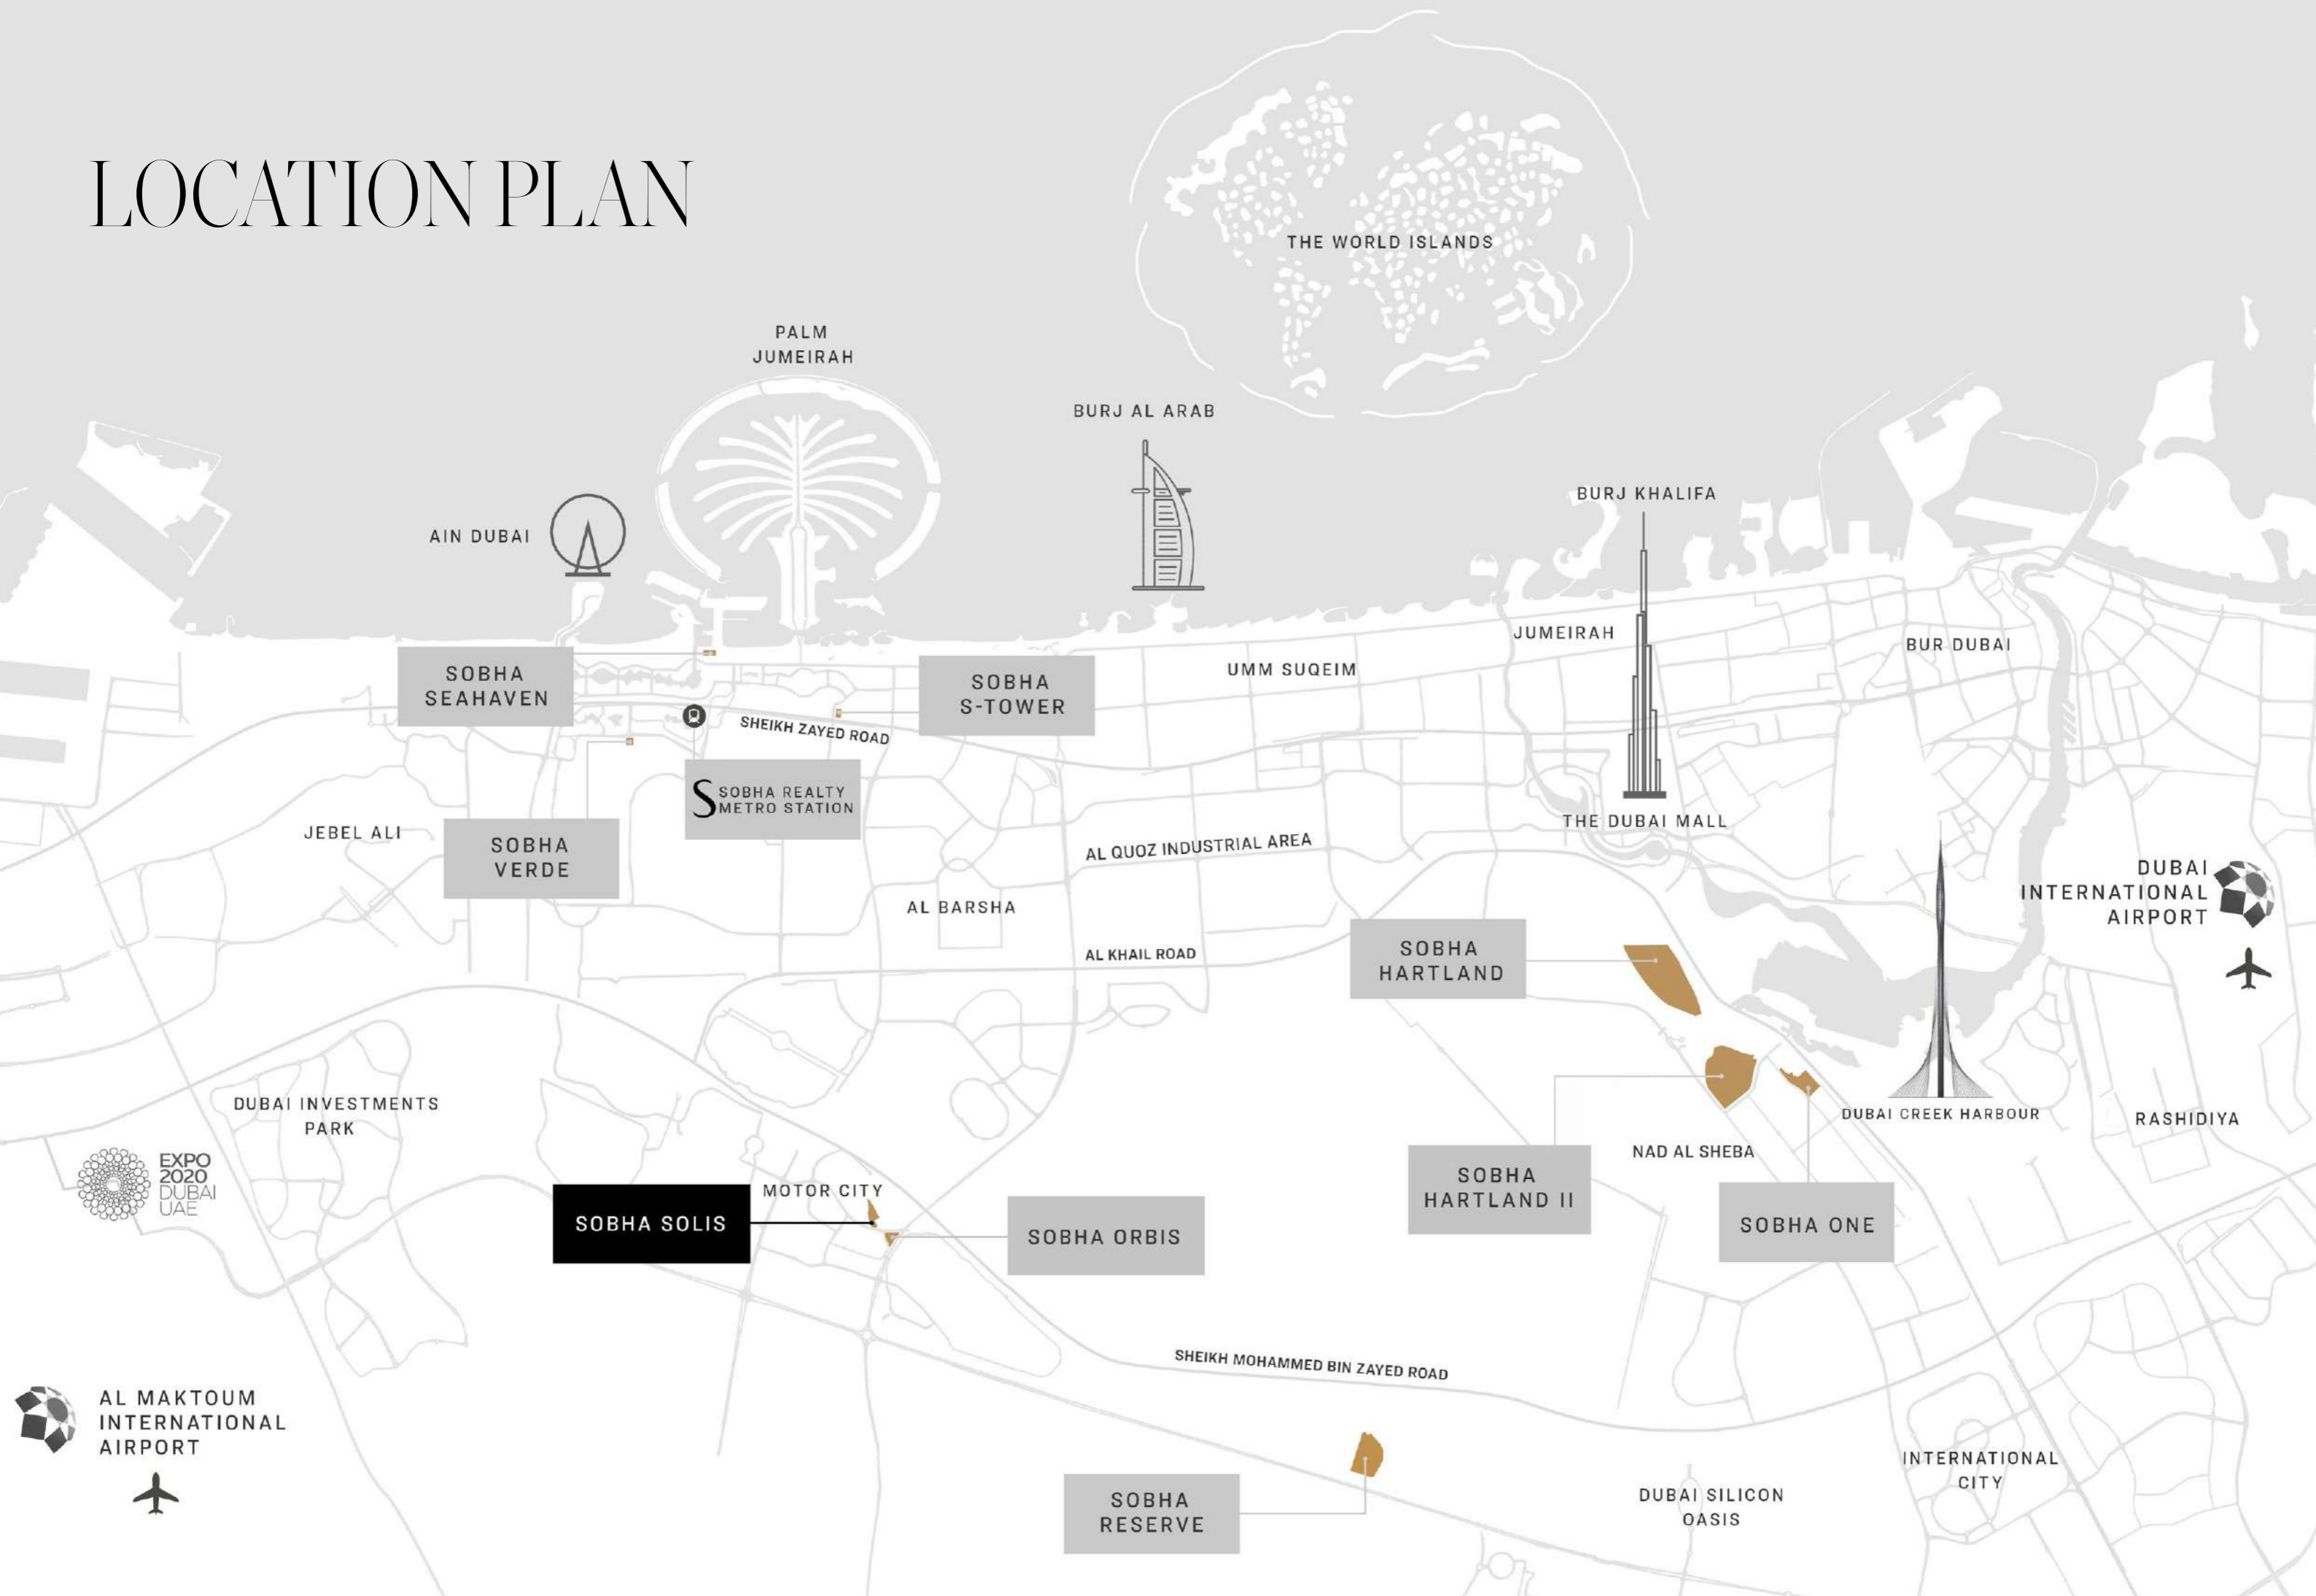 LOCATION PLAN
THE WORLD ISLANDS
PALM
JUMEIRAH
BURJ AL ARAB
BURJ KHALIFA
AIN DUBAI
JUMEIRAH
BUR DUBAI
SOBHA
SEAHAVEN
SOBHA
S-TOWER
UMM SUQEIM
SHEIKH ZAYED ROAD
S SOBHA REALTY
METRO STATION
JEBEL ALI
SOBHA
VERDE
AL QUOZ INDUSTRIAL AREA
THE DUBAI MALL
DUBAI
INTERNATIONAL
AIRPORT
AL BARSHA
AL KHAIL ROAD
SOBHA
HARTLAND
DUBAI INVESTMENTS
PARK
DUBAI CREEK HARBOUR
RASHIDIYA
NAD AL SHEBA
EXPO
2020
DUBAI
UAE
MOTOR CITY
SOBHA SOLIS
SOBHA ORBIS
SOBHA
HARTLAND II
SOBHA ONE
SHEIKH MOHAMMED BIN ZAYED ROAD
AL MAKTOUM
INTERNATIONAL
AIRPORT
SOBHA
RESERVE
DUBAI SILICON
OASIS
INTERNATIONAL
CITY